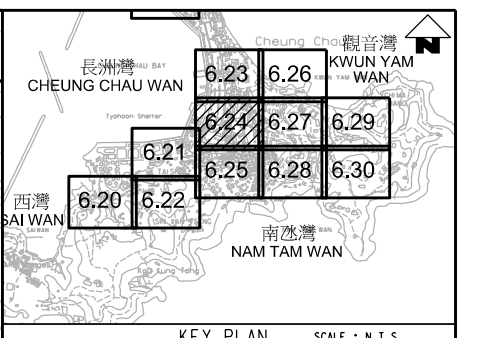 Cheung Chau
觀音灣
KWUN YAM
WAN
N
長洲灣
CHEUNG CHAU WAN
6.23
6.26
Typhoon Shelter
6.24
6.27
6.29
6.21
6.25
6.28
6.30
西灣
SAI WAN
6.20
6.22
南氹灣
NAM TAM WAN
KEY PLAN
SCALE : N.T.S.